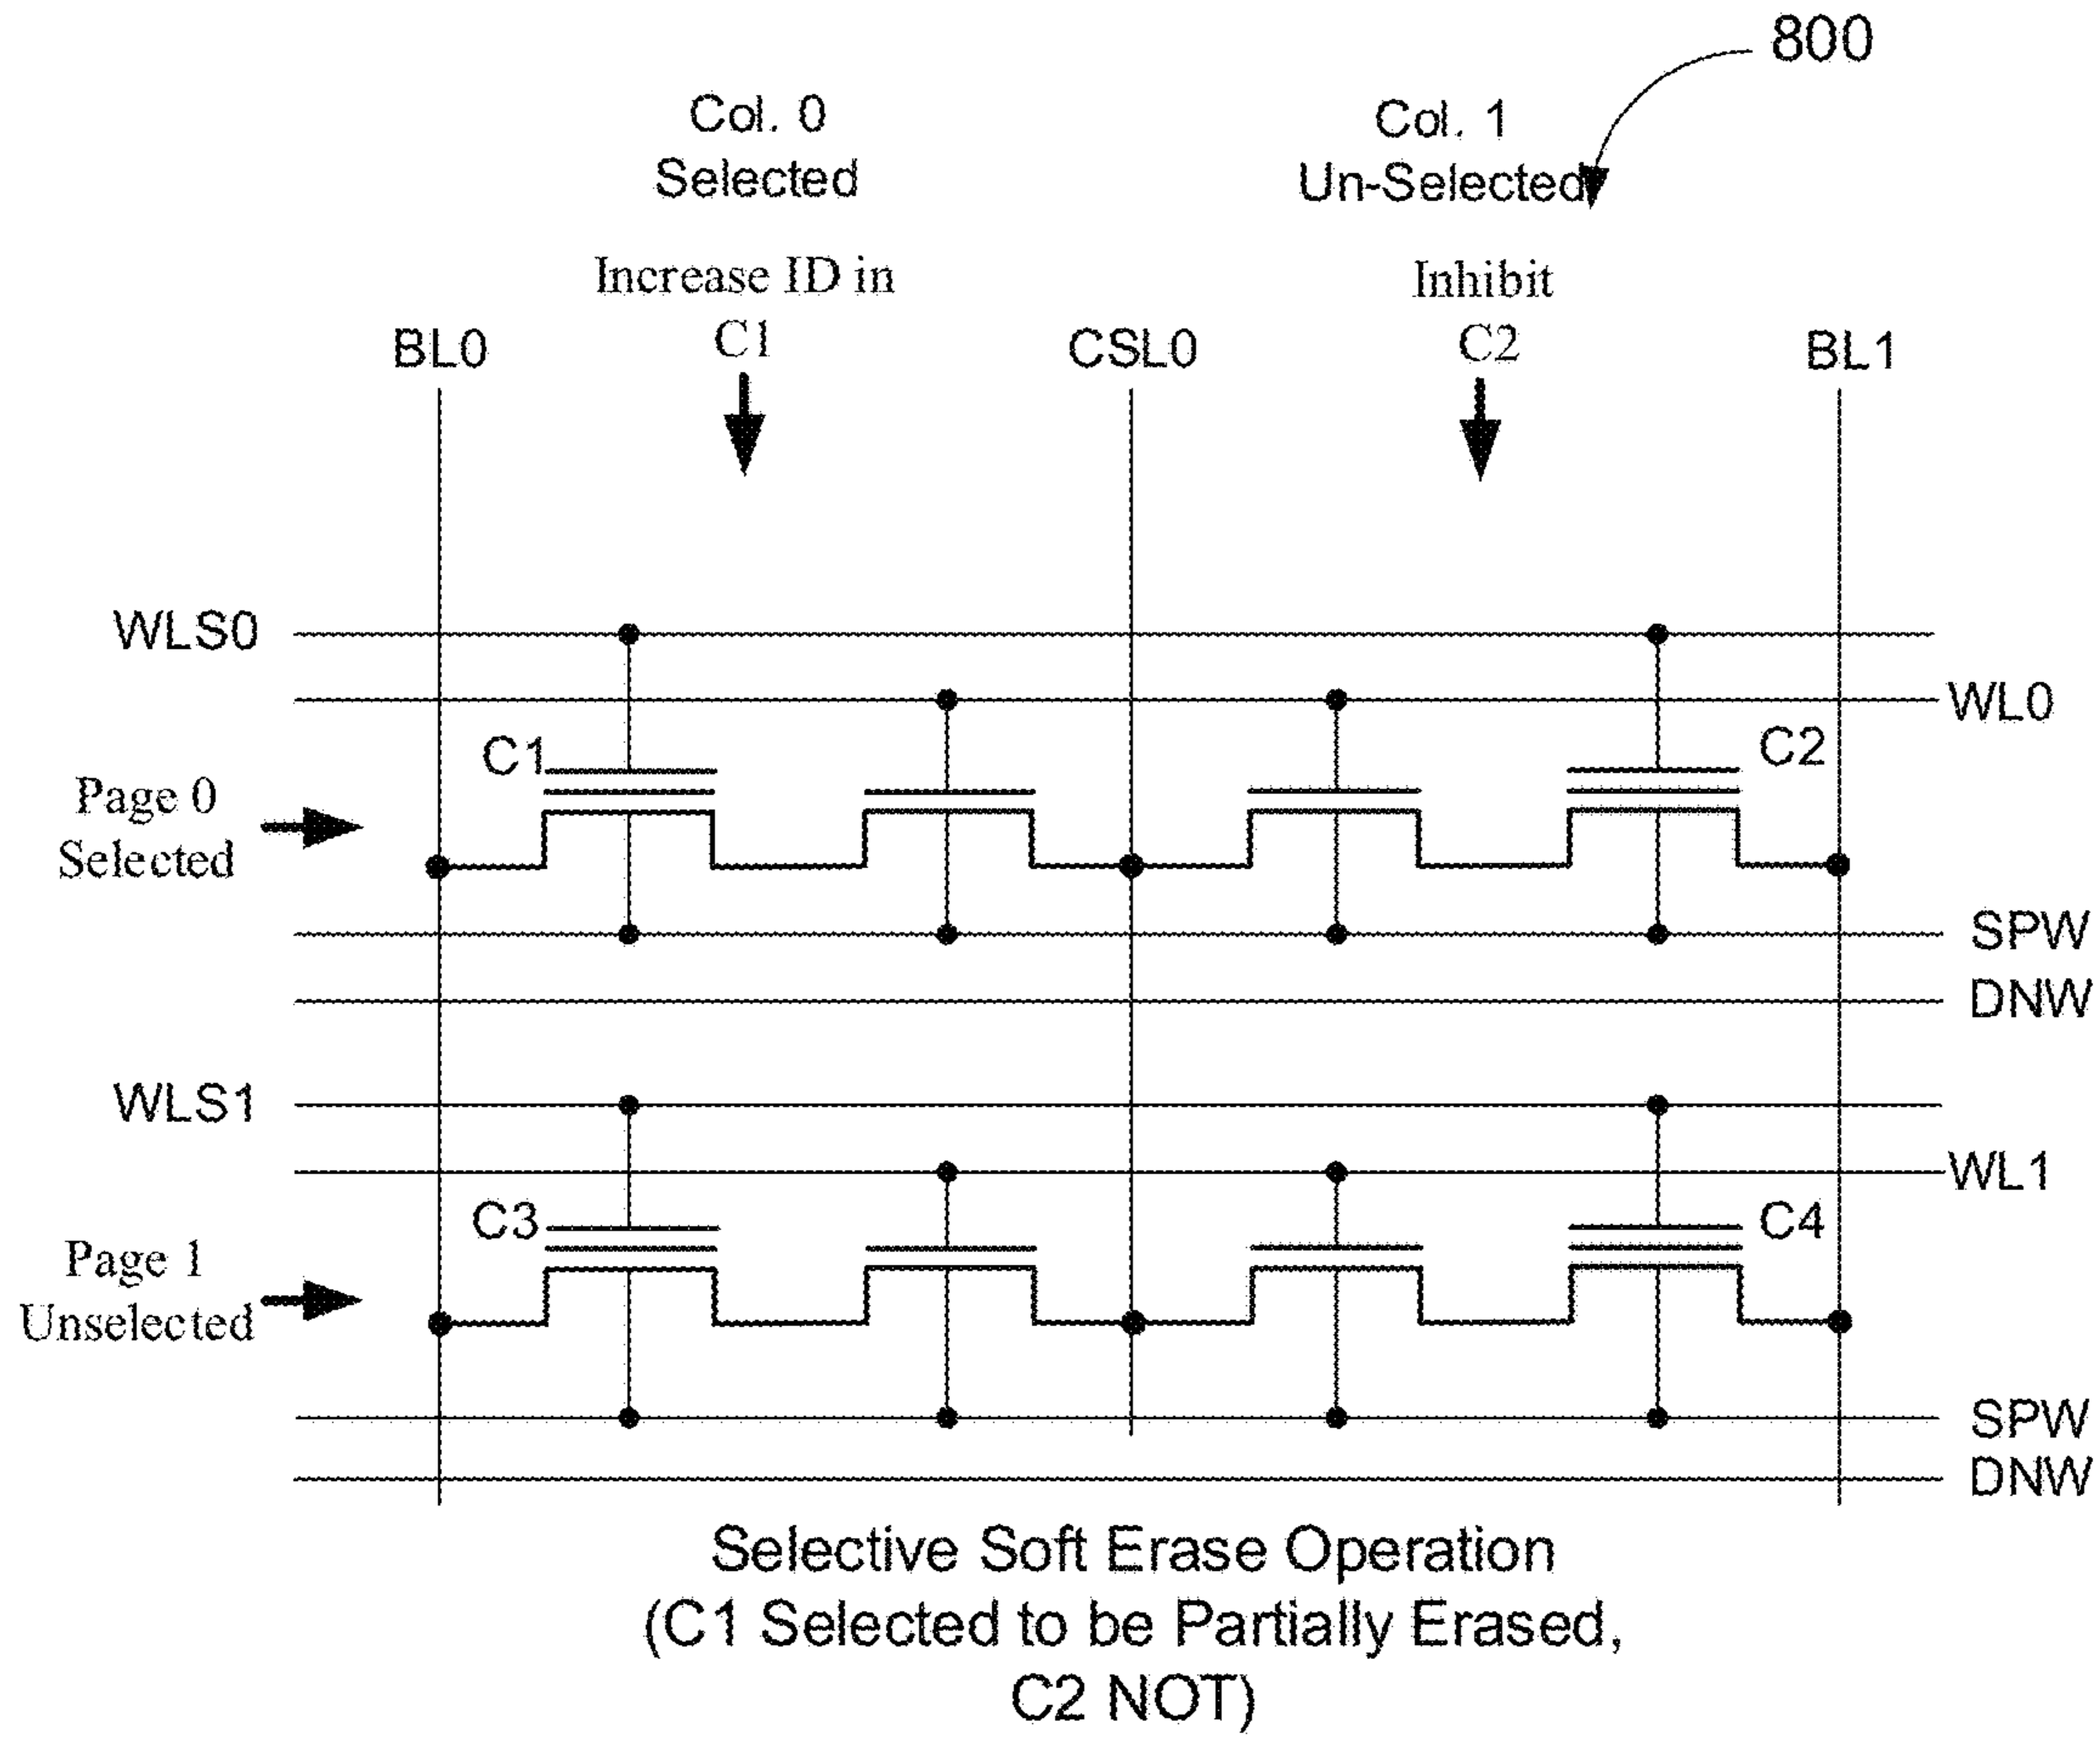 800
Col. 0
Selected
Col. 1
Un-Selected
Increase ID in
C1
Inhibit
C2
BL0
CSL0
BL1
WLS0
WL0
C1
C2
Page 0
Selected
SPW
DNW
WLS1
WL1
C3
C4
Page 1
Unselected
SPW
DNW
Selective Soft Erase Operation
(C1 Selected to be Partially Erased,
C2 NOT)